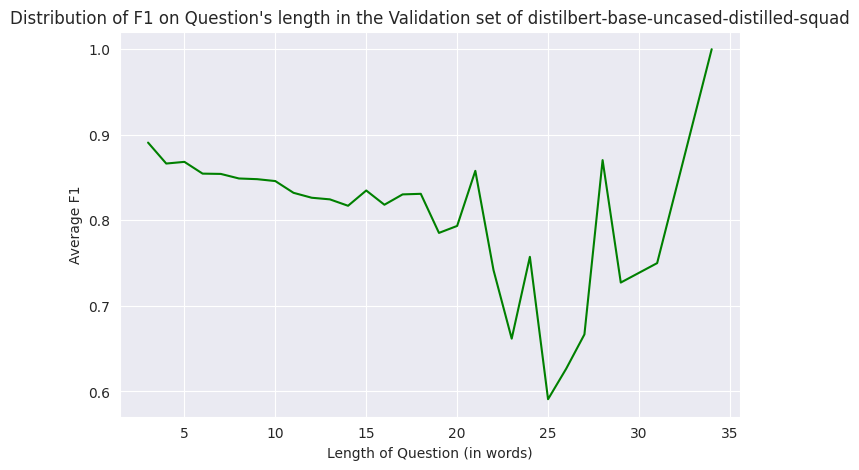 Distribution of F1 on Question's length in the Validation set of distilbert-base-uncased-distilled-squad
1.0
0.9
0.8
0.7
0.6
Average F1
5 10 15 20 25 30 35
Length of Question (in words)